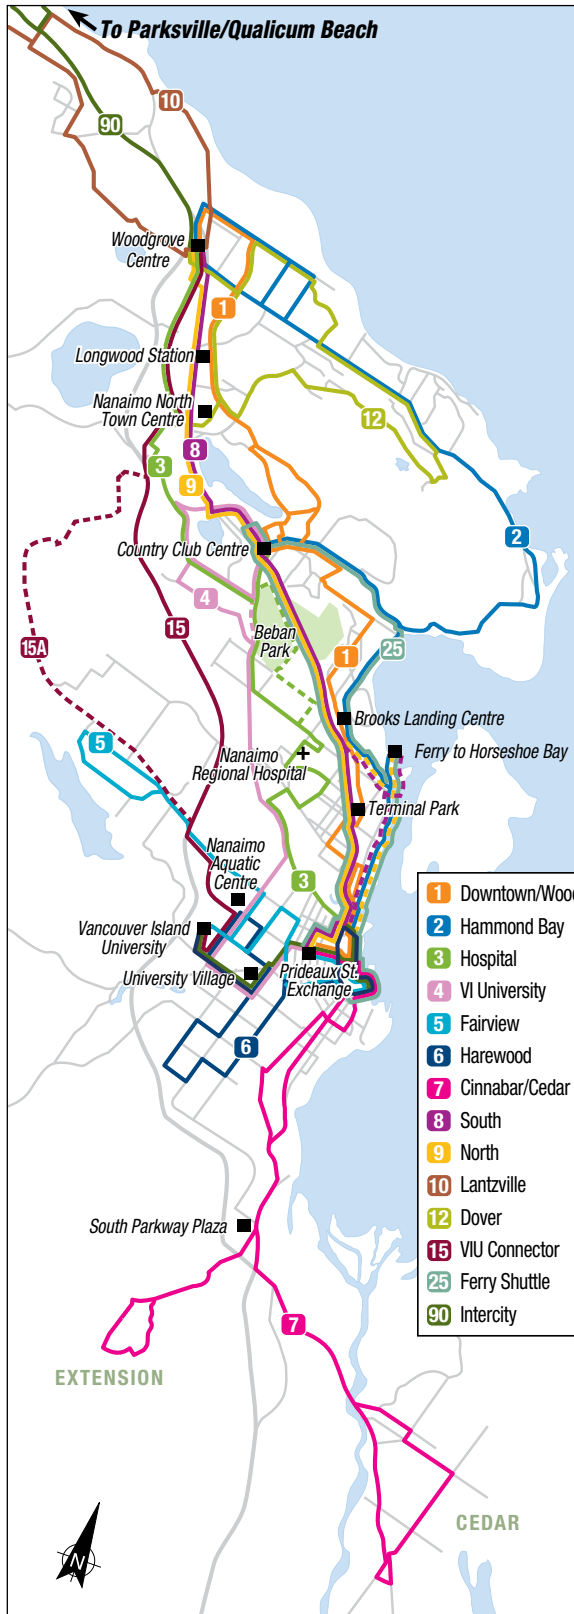 To Parksville/Qualicum Beach
10
90
Woodgrove
Centre
1
Longwood Station
Nanaimo North
Town Centre
12
8
3
9
2
Country Club Centre
4
15
Beban
Park
1
25
15A
Brooks Landing Centre
5
Nanaimo
Regional Hospital
Ferry to Horseshoe Bay
Terminal Park
Nanaimo
Aquatic
Centre
3
Vancouver Island
University
University Village
Prideaux St.
Exchange
6
1 Downtown/Wood
2 Hammond Bay
3 Hospital
4 VI University
5 Fairview
6 Harewood
7 Cinnabar/Cedar
8 South
9 North
10 Lantzville
12 Dover
15 VIU Connector
25 Ferry Shuttle
90 Intercity
South Parkway Plaza
7
EXTENSION
CEDAR
N